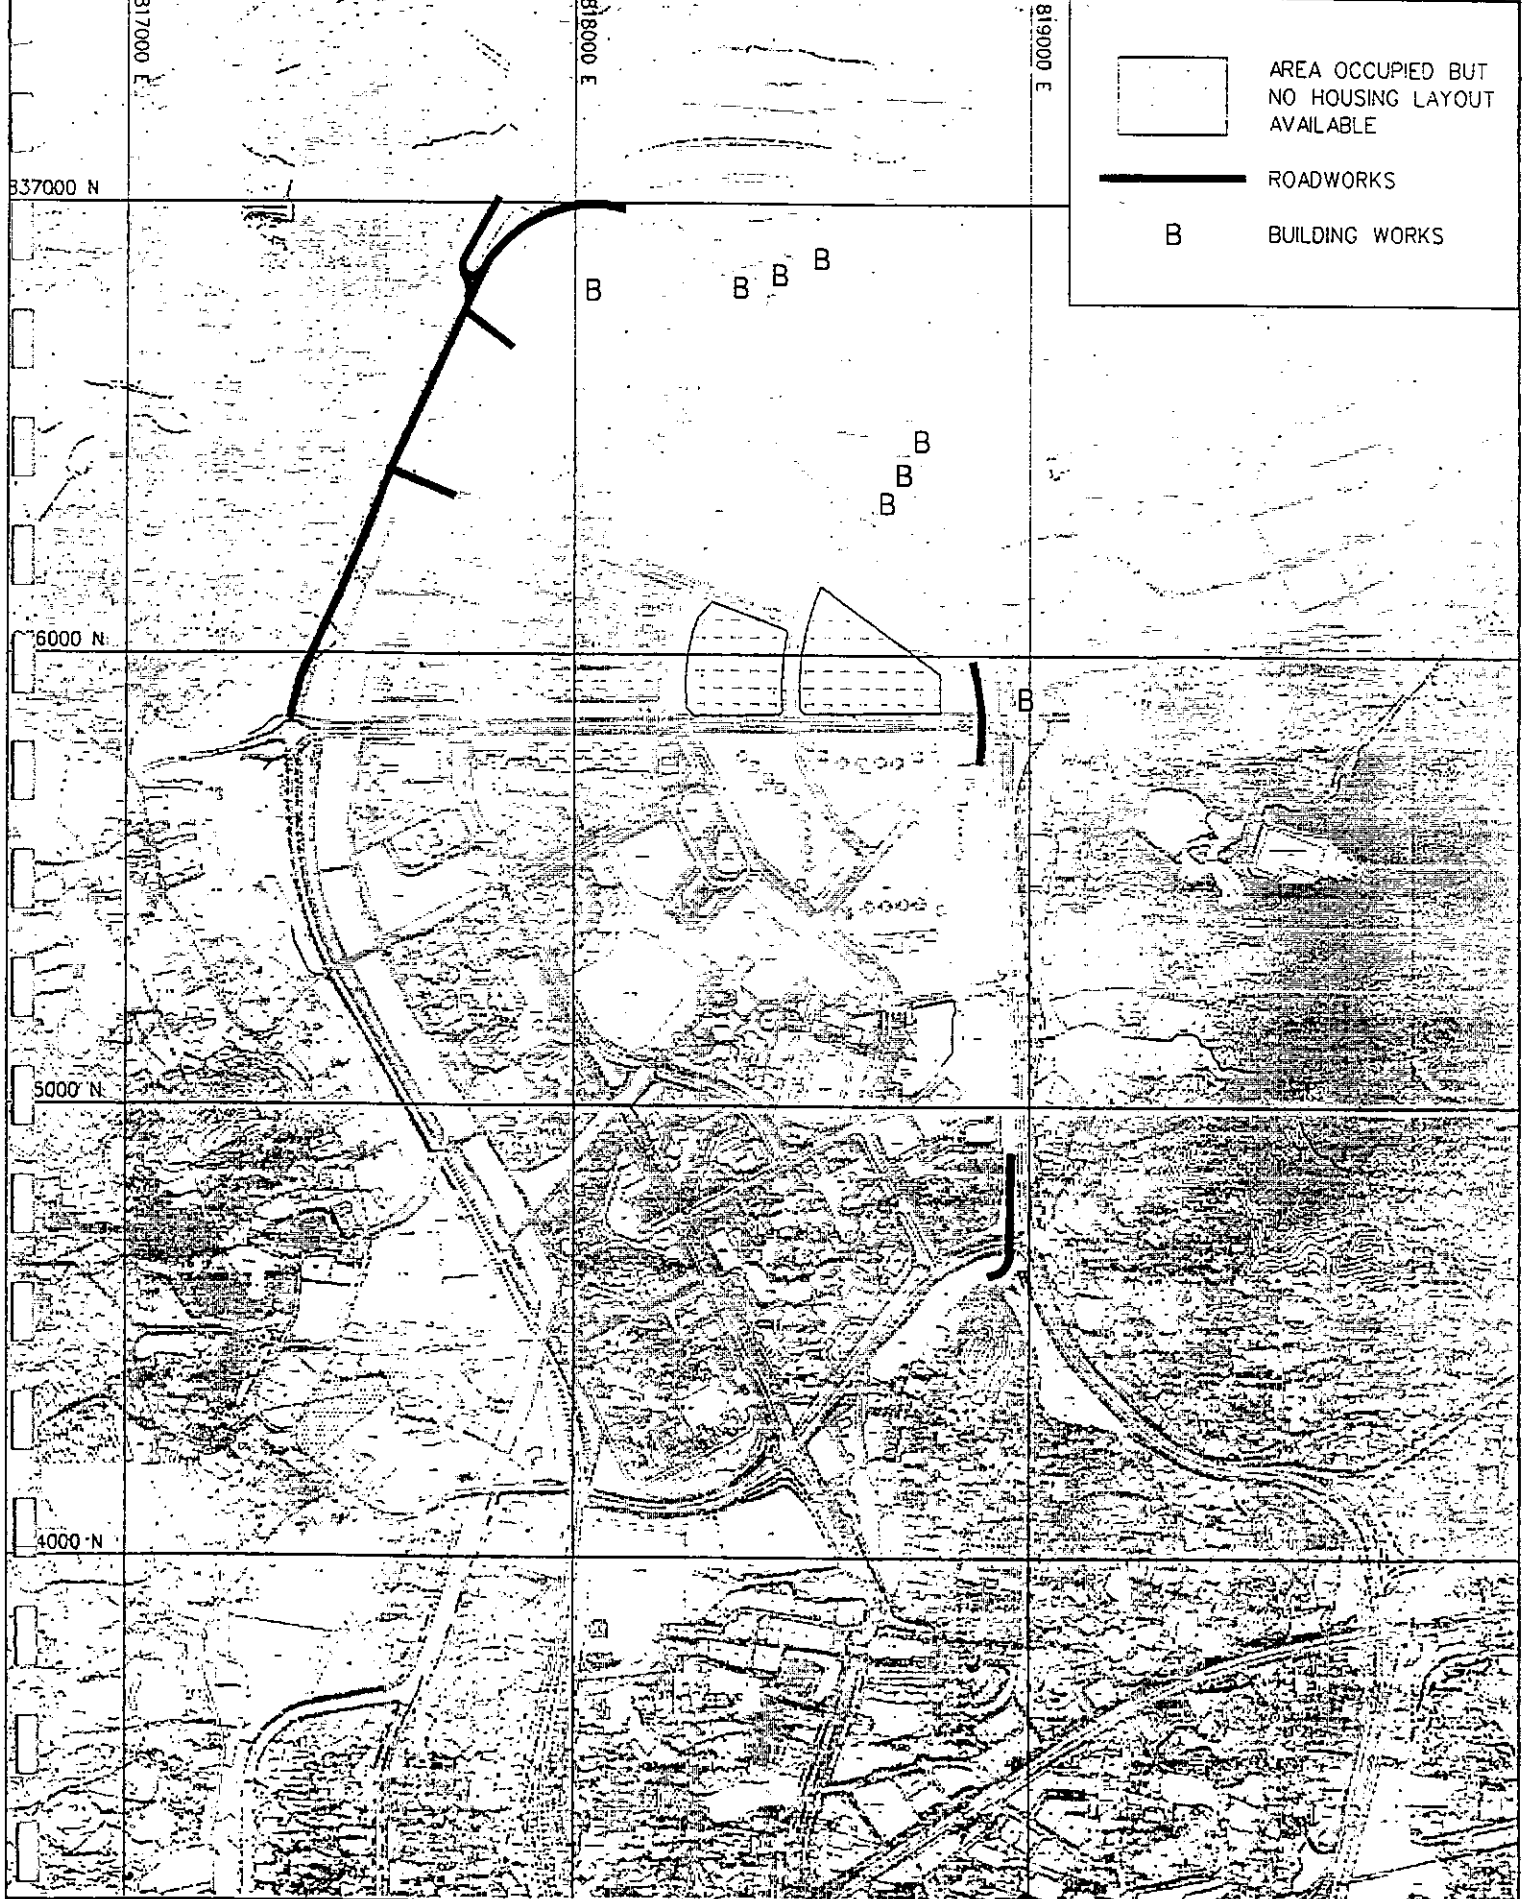 817000 E
818000 E
819000 E
AREA OCCUPIED BUT
NO HOUSING LAYOUT
AVAILABLE
ROADWORKS
B BUILDING WORKS
837000 N
B
B
B
B
B
B
B
6000 N
B
5000 N
4000 N